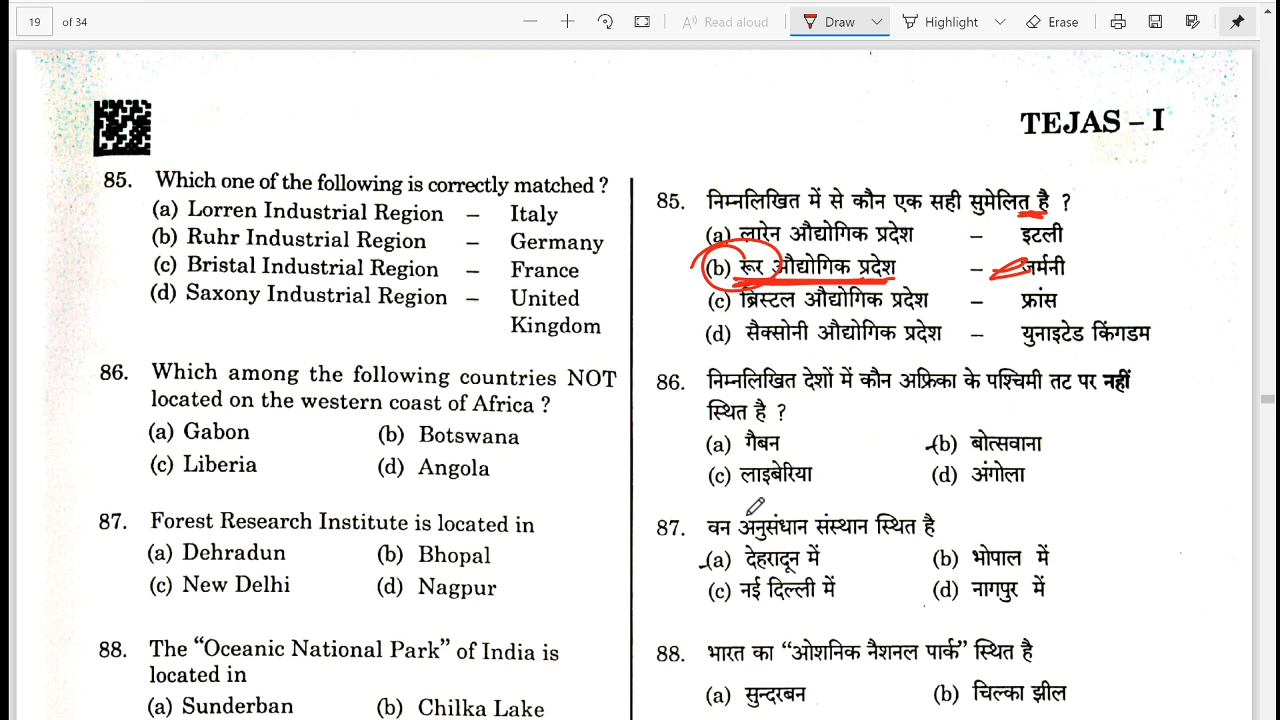 19 of 34 Read aloud Draw Highlight Erase
TEJAS – I
85. Which one of the following is correctly matched ?
(a) Lorren Industrial Region – Italy
(b) Ruhr Industrial Region – Germany
(c) Bristal Industrial Region – France
(d) Saxony Industrial Region – United
Kingdom
86. Which among the following countries NOT
located on the western coast of Africa ?
(a) Gabon (b) Botswana
(c) Liberia (d) Angola
87. Forest Research Institute is located in
(a) Dehradun (b) Bhopal
(c) New Delhi (d) Nagpur
88. The “Oceanic National Park” of India is
located in
(a) Sunderban (b) Chilka Lake
85. निम्नलिखित में से कौन एक सही सुमेलित है ?
(a) लारेन औद्योगिक प्रदेश – इटली
(b) रूर औद्योगिक प्रदेश – जर्मनी
(c) ब्रिस्टल औद्योगिक प्रदेश – फ्रांस
(d) सैक्सोनी औद्योगिक प्रदेश – युनाइटेड किंगडम
86. निम्नलिखित देशों में कौन अफ्रिका के पश्चिमी तट पर नहीं
स्थित है ?
(a) गैबन (b) बोत्सवाना
(c) लाइबेरिया (d) अंगोला
87. वन अनुसंधान संस्थान स्थित है
(a) देहरादून में (b) भोपाल में
(c) नई दिल्ली में (d) नागपुर में
88. भारत का “ओशनिक नैशनल पार्क” स्थित है
(a) सुन्दरबन (b) चिल्का झील